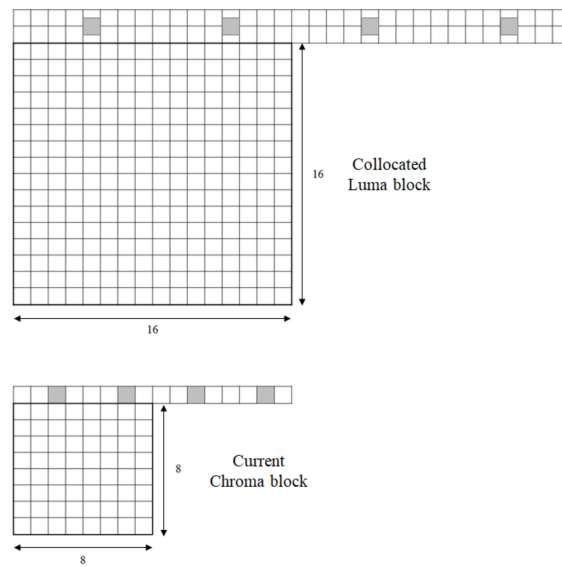 16
Collocated
Luma block
16
8
Current
Chroma block
8